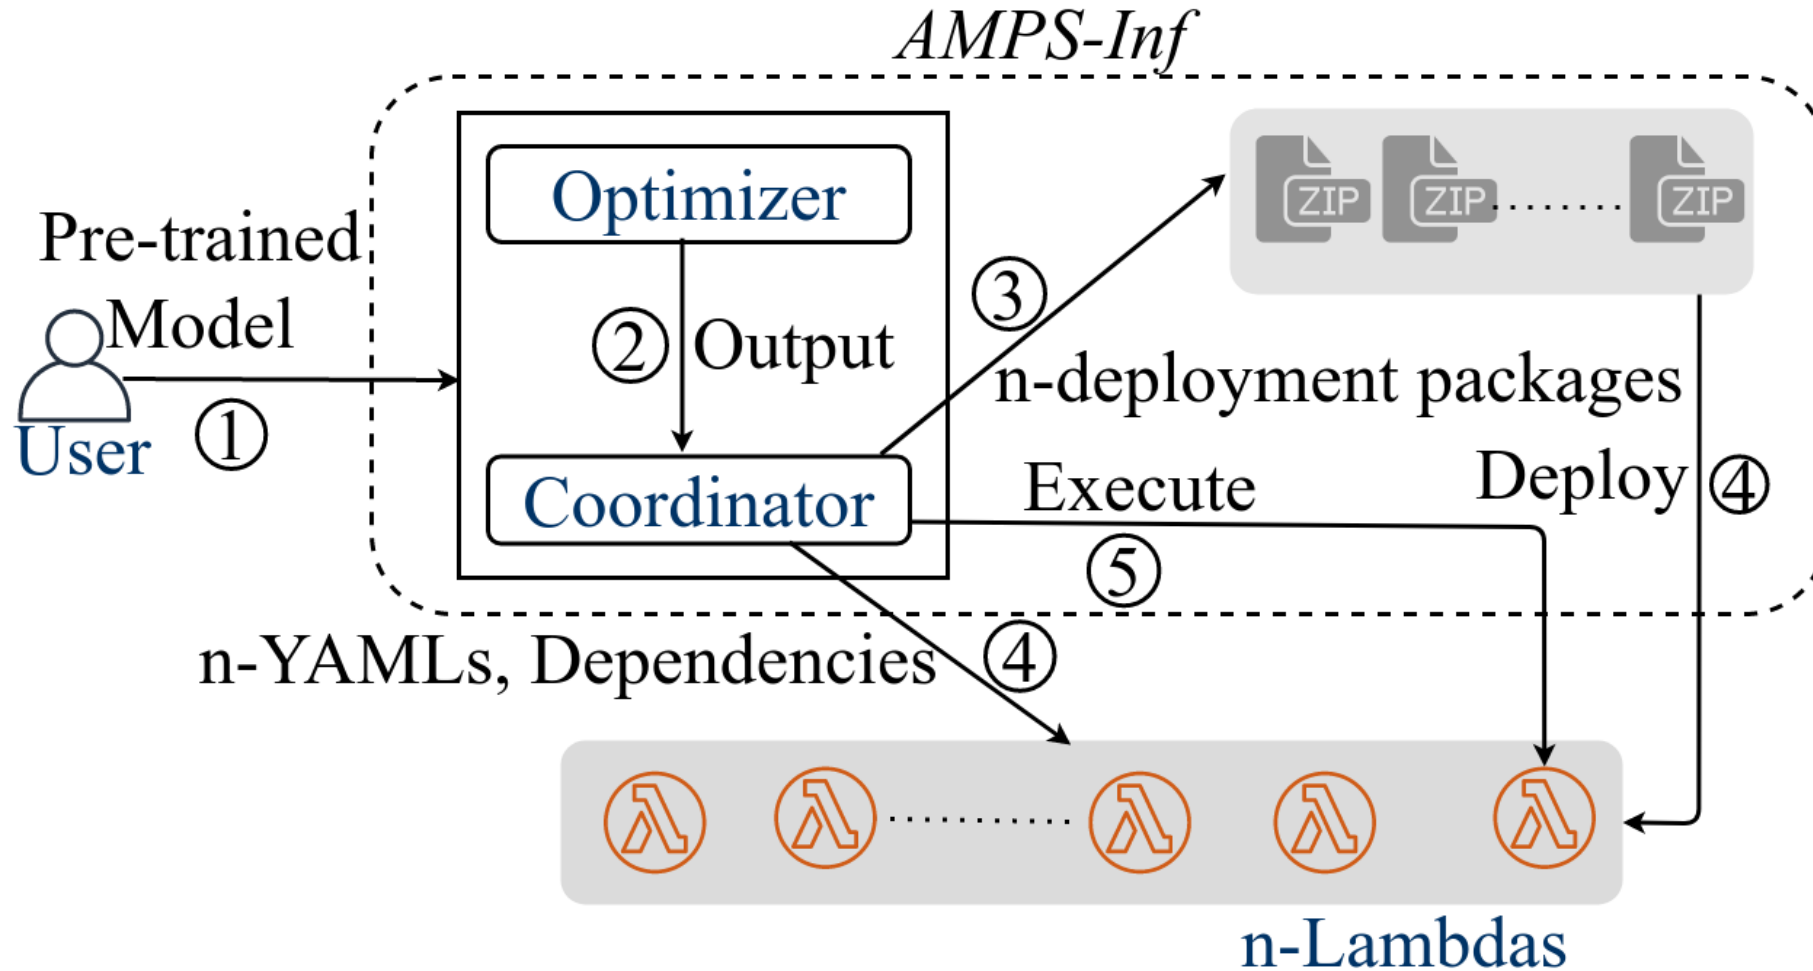 AMPS-Inf
Optimizer
ZIP
ZIP
ZIP
Pre-trained
Model
③
② Output
n-deployment packages
User
①
Coordinator
Execute
Deploy ④
⑤
n-YAMLs, Dependencies ④
n-Lambdas